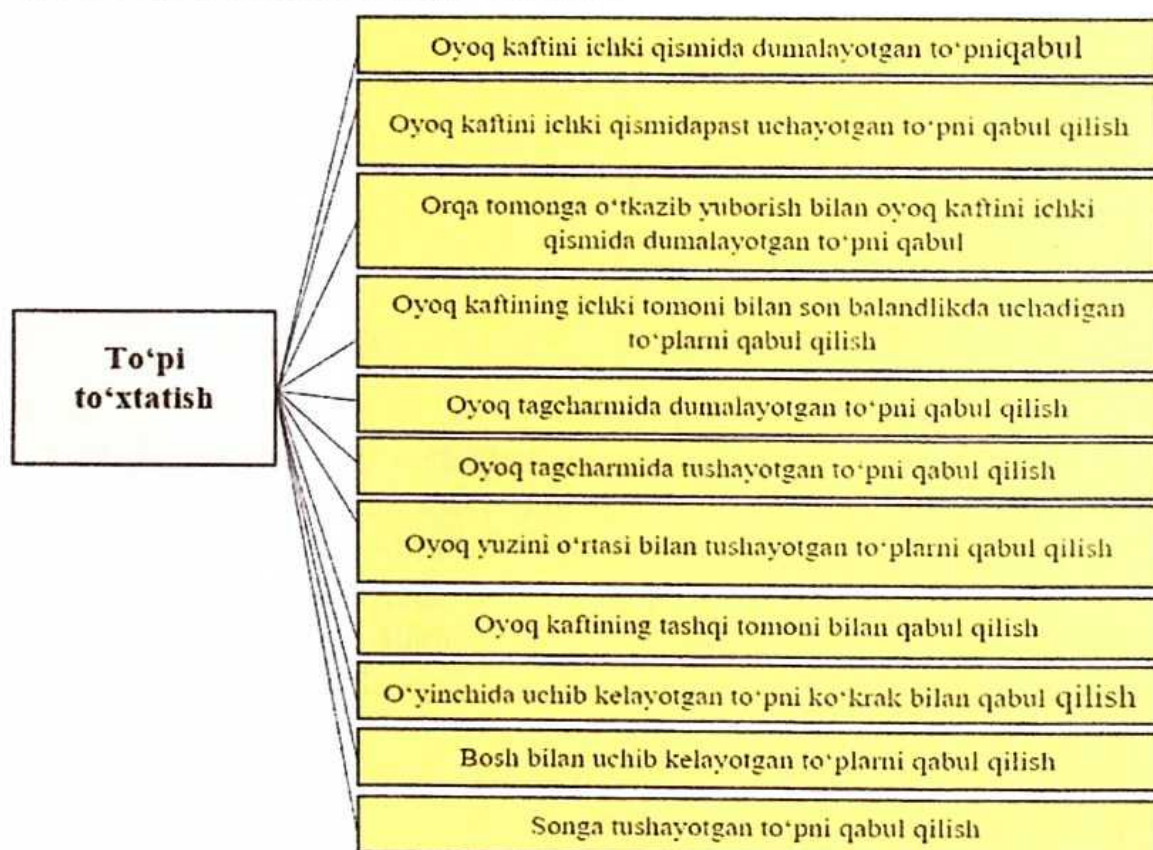 Oyoq kaftini ichki qismida dumalayotgan to‘pniqabul
Oyoq kaftini ichki qismidapast uchayotgan to‘pni qabul qilish
Orqa tomonga o‘tkazib yuborish bilan oyoq kaftini ichki
qismida dumalayotgan to‘pni qabul
Oyoq kaftining ichki tomoni bilan son balandlikda uchadigan
to‘plarni qabul qilish
To‘pi
to‘xtatish
Oyoq tagcharmida dumalayotgan to‘pni qabul qilish
Oyoq tagcharmida tushayotgan to‘pni qabul qilish
Oyoq yuzini o‘rtasi bilan tushayotgan to‘plarni qabul qilish
Oyoq kaftining tashqi tomoni bilan qabul qilish
O‘yinchida uchib kelayotgan to‘pni ko‘krak bilan qabul qilish
Bosh bilan uchib kelayotgan to‘plarni qabul qilish
Songa tushayotgan to‘pni qabul qilish